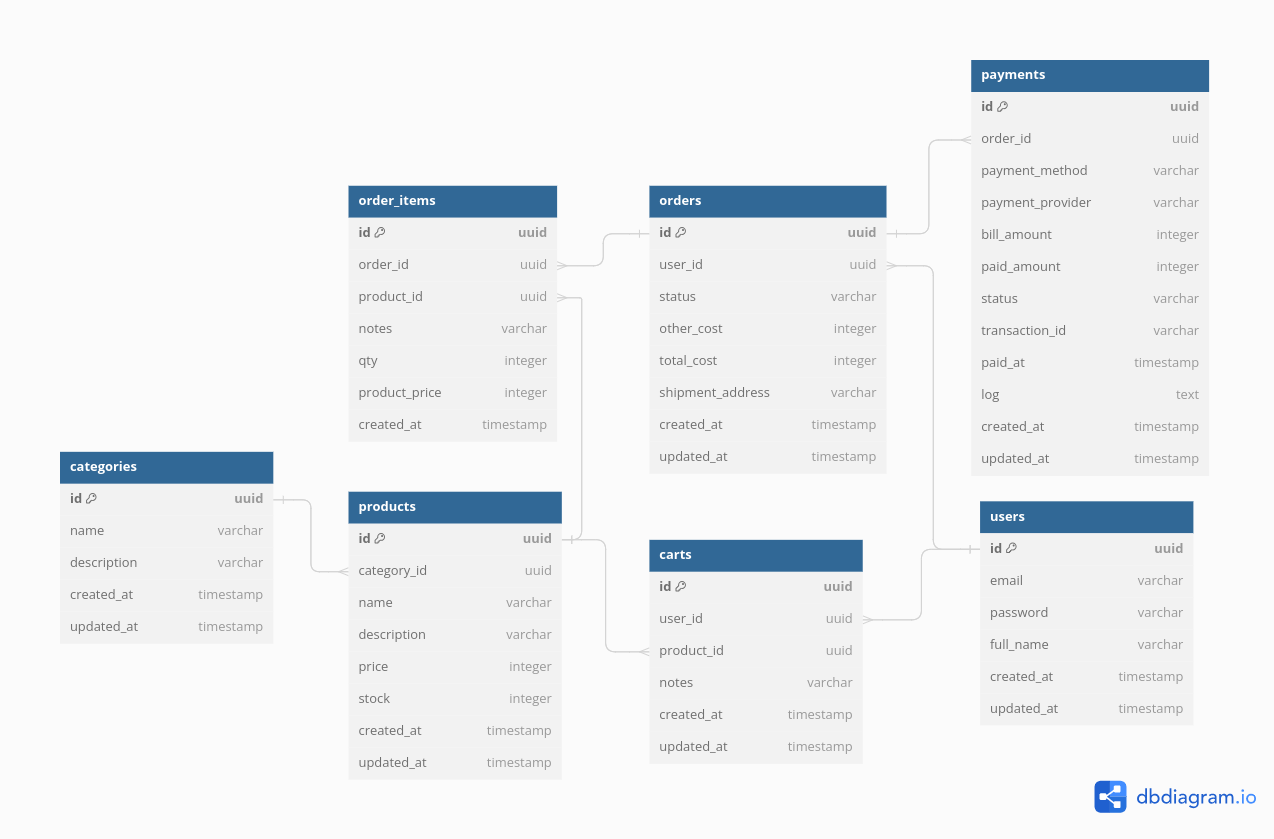 payments
id uuid
order_id uuid
payment_method varchar
payment_provider varchar
bill_amount integer
paid_amount integer
status varchar
transaction_id varchar
paid_at timestamp
log text
created_at timestamp
updated_at timestamp
order_items
id uuid
order_id uuid
product_id uuid
notes varchar
qty integer
product_price integer
created_at timestamp
orders
id uuid
user_id uuid
status varchar
other_cost integer
total_cost integer
shipment_address varchar
created_at timestamp
updated_at timestamp
categories
id uuid
name varchar
description varchar
created_at timestamp
updated_at timestamp
products
id uuid
category_id uuid
name varchar
description varchar
price integer
stock integer
created_at timestamp
updated_at timestamp
carts
id uuid
user_id uuid
product_id uuid
notes varchar
created_at timestamp
updated_at timestamp
users
id uuid
email varchar
password varchar
full_name varchar
created_at timestamp
updated_at timestamp
dbdiagram.io